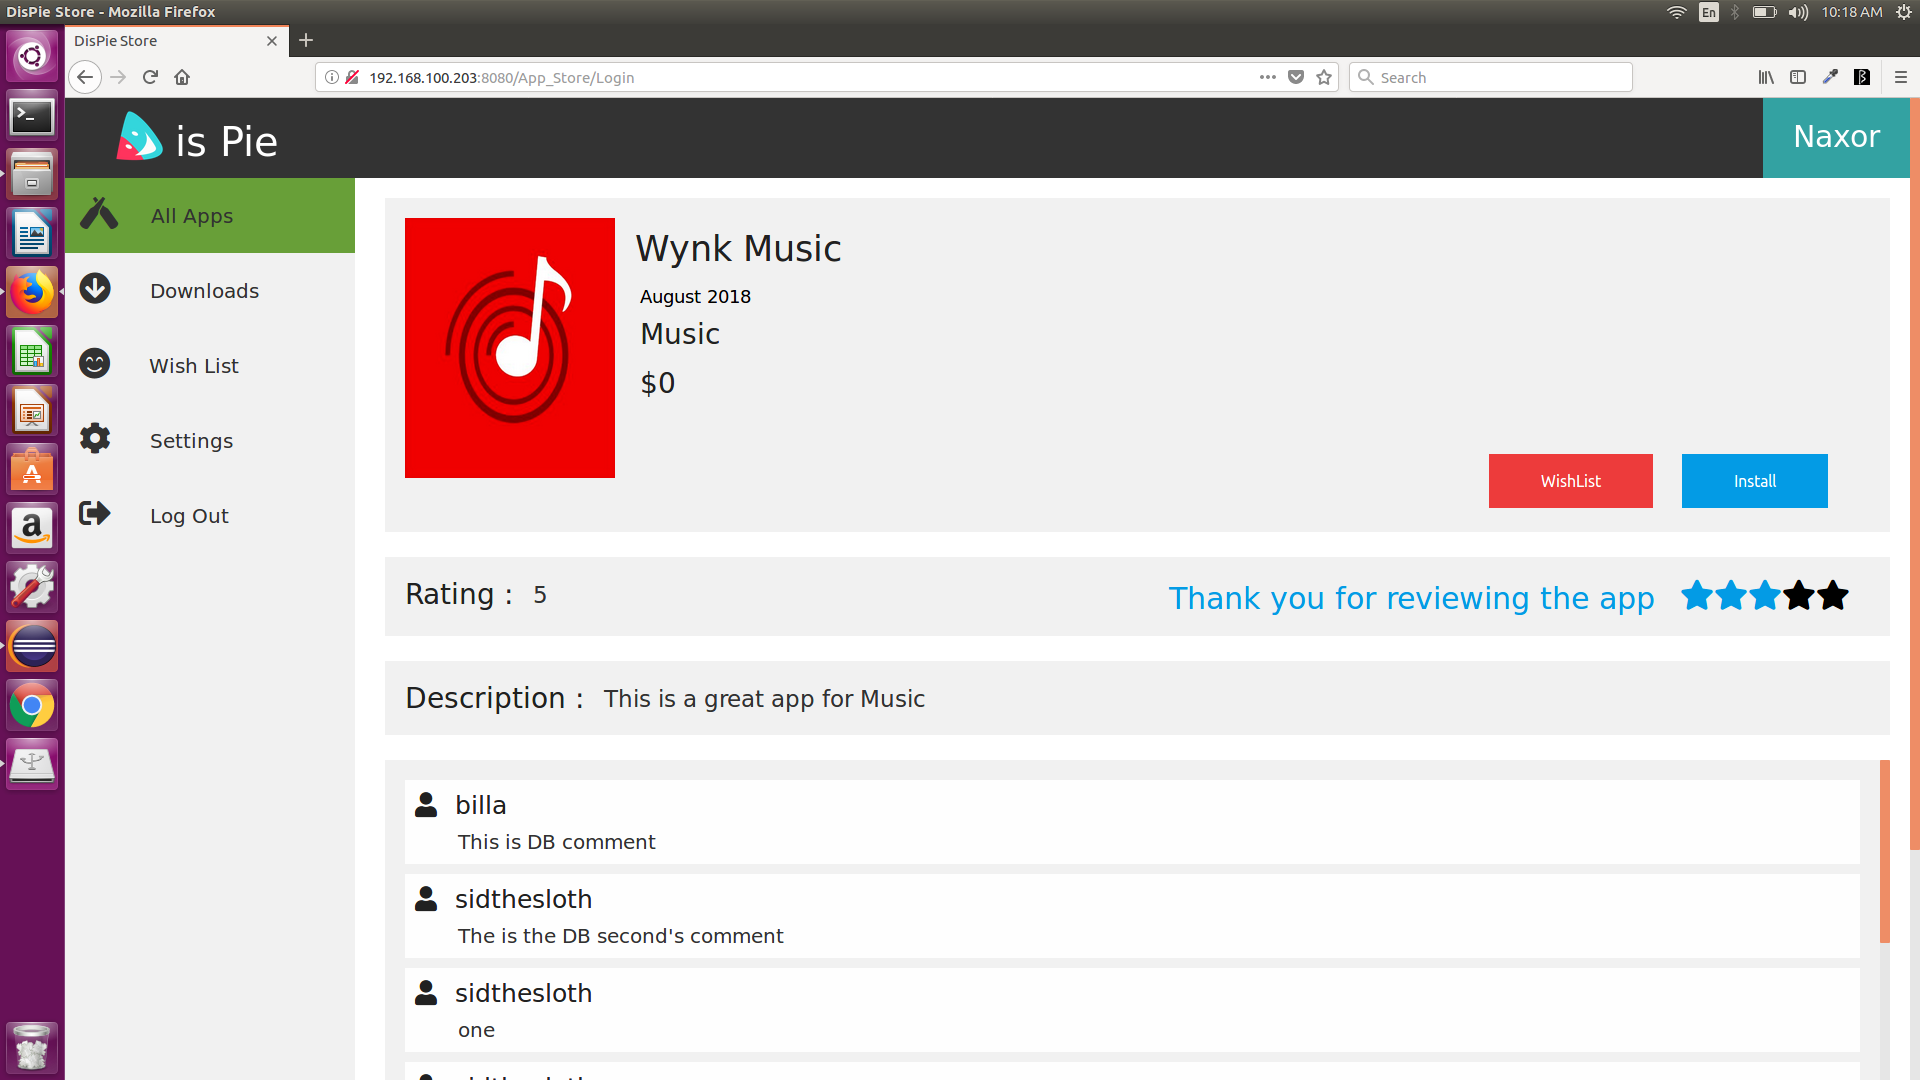 DisPie Store - Mozilla Firefox
En
10:18 AM
DisPie Store
192.168.100.203:8080/App_Store/Login
Search
is Pie
Naxor
All Apps
Downloads
Wish List
Settings
Log Out
Wynk Music
August 2018
Music
$0
WishList
Install
Rating : 5
Thank you for reviewing the app
Description : This is a great app for Music
billa
This is DB comment
sidthesloth
The is the DB second's comment
sidthesloth
one